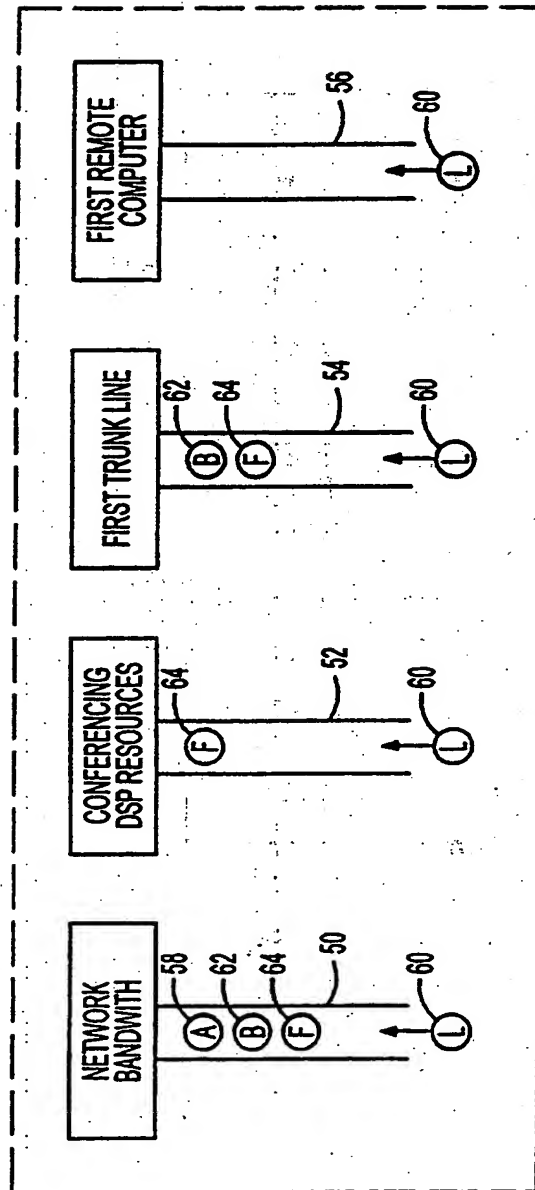 NETWORK
BANDWITH
58
A
62
B
64
F
50
60
L
CONFERENCING
DSP RESOURCES
64
F
52
60
L
FIRST TRUNK LINE
62
B
64
F
54
60
L
FIRST REMOTE
COMPUTER
56
60
L